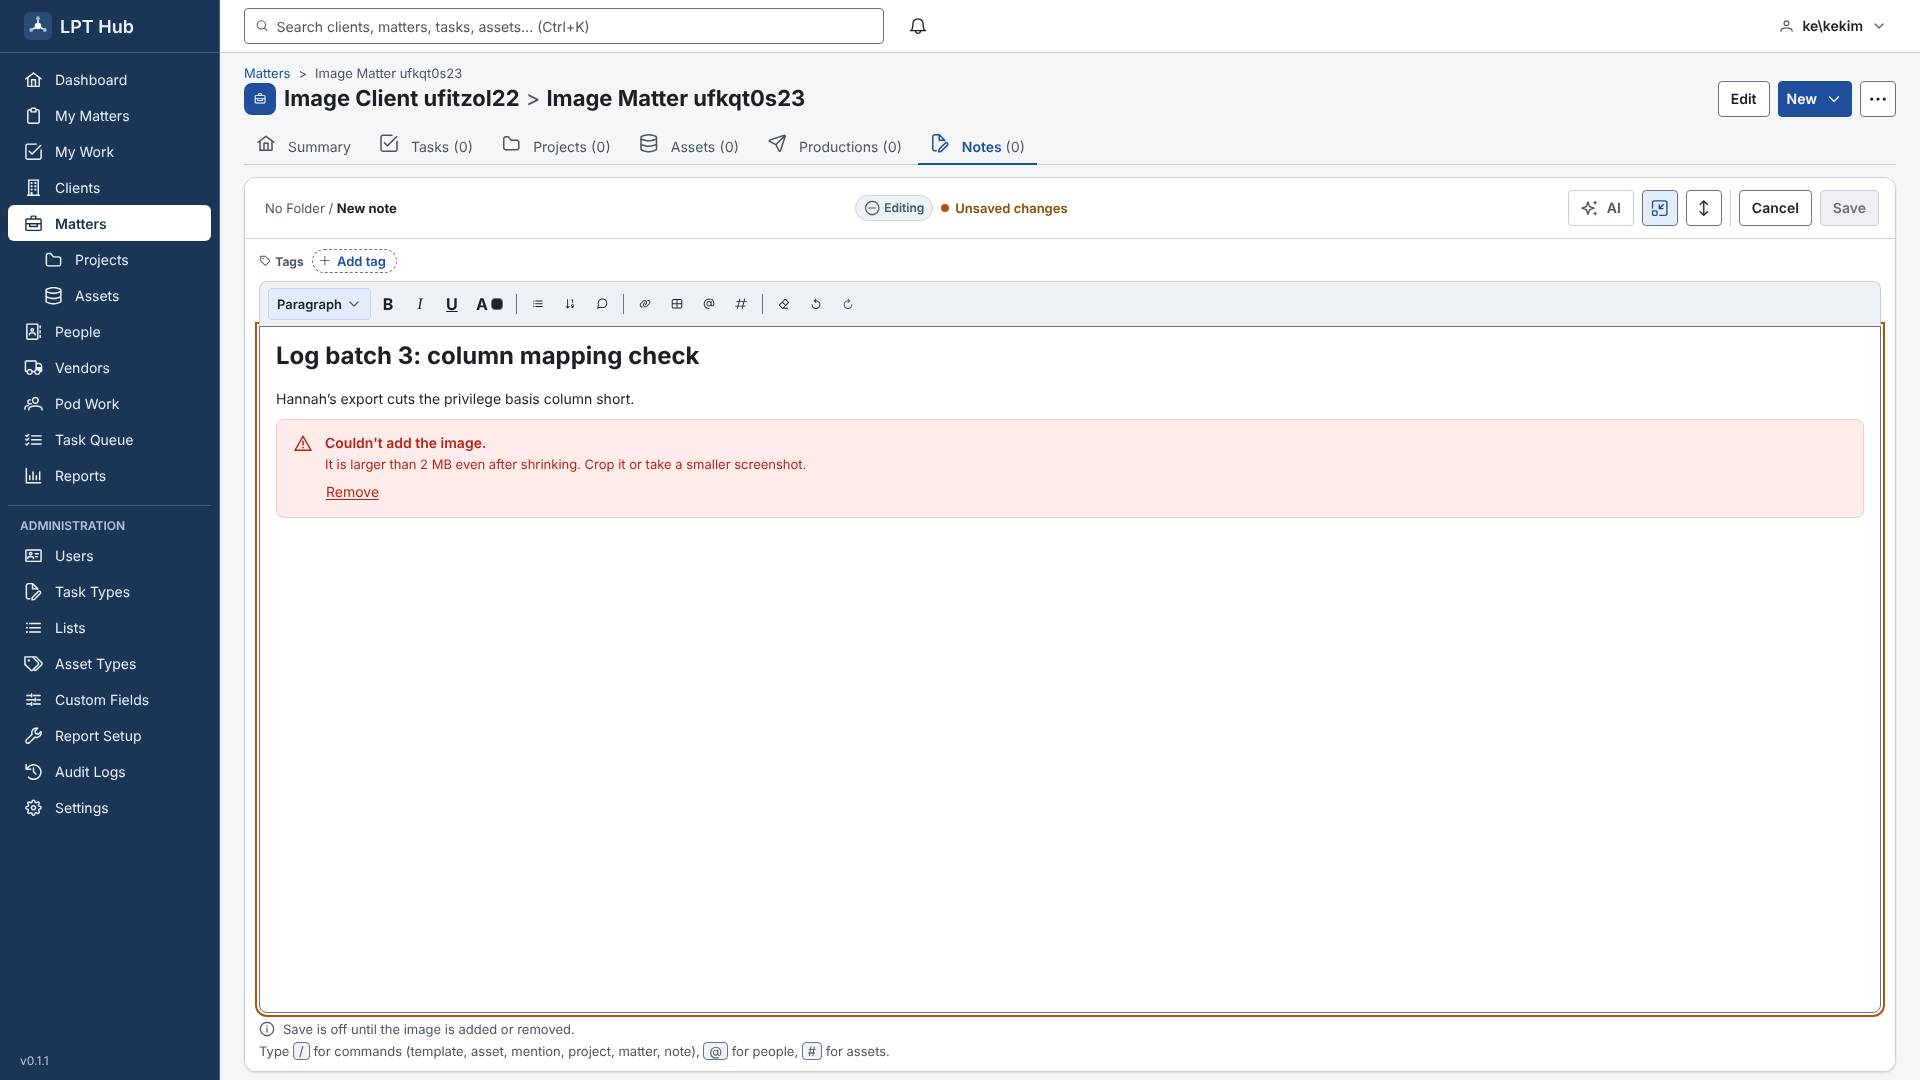 LPT Hub
Search clients, matters, tasks, assets... (Ctrl+K)
ke\kekim
Dashboard
My Matters
My Work
Clients
Matters
Projects
Assets
People
Vendors
Pod Work
Task Queue
Reports
ADMINISTRATION
Users
Task Types
Lists
Asset Types
Custom Fields
Report Setup
Audit Logs
Settings
v0.1.1
Matters > Image Matter ufkqt0s23
Image Client ufitzol22 > Image Matter ufkqt0s23
Edit New
Summary Tasks (0) Projects (0) Assets (0) Productions (0) Notes (0)
No Folder / New note Editing Unsaved changes AI Cancel Save
Tags + Add tag
Paragraph B I U A @ #
Log batch 3: column mapping check
Hannah's export cuts the privilege basis column short.
Couldn't add the image.
It is larger than 2 MB even after shrinking. Crop it or take a smaller screenshot.
Remove
Save is off until the image is added or removed.
Type / for commands (template, asset, mention, project, matter, note), @ for people, # for assets.